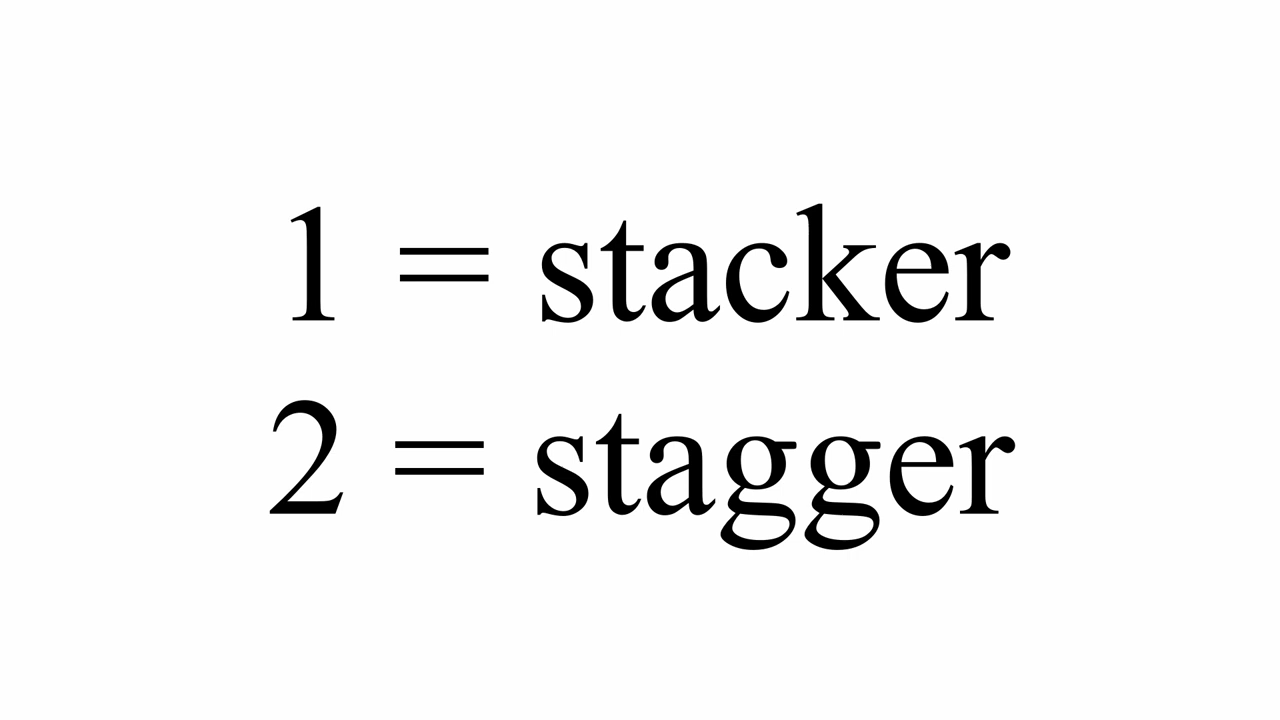 1 = stacker
2 = stagger